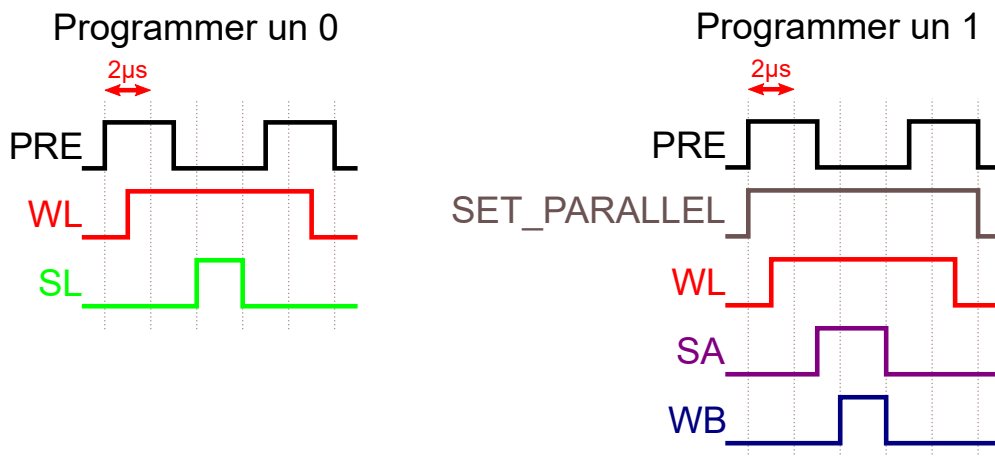 Programmer un 0
2µs
PRE
WL
SL
Programmer un 1
2µs
PRE
SET_PARALLEL
WL
SA
WB